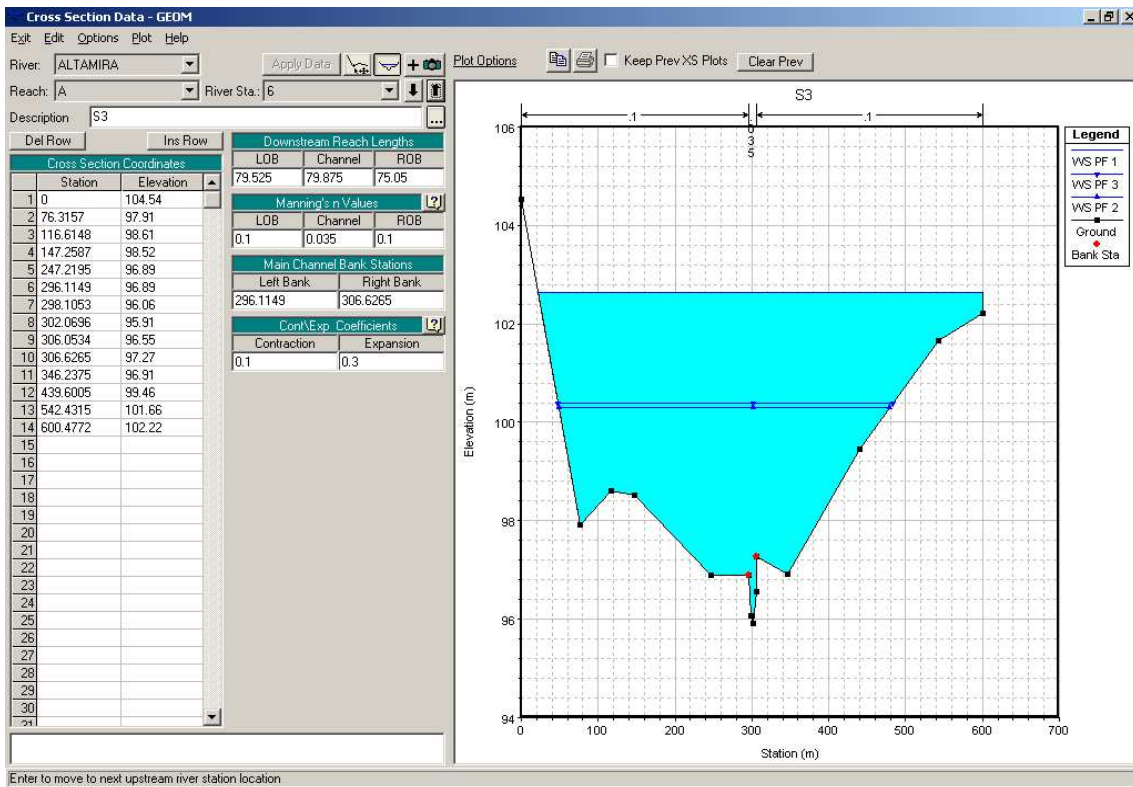 Cross Section Data - GEOM
Exit Edit Options Plot Help
River: ALTAMIRA
Apply Data
Plot Options
Keep Prev XS Plots
Clear Prev
Reach: A
River Sta.: 6
Description S3
...
Del Row
Ins Row
Cross Section Coordinates
Station Elevation
1 0 104.54
2 76.3157 97.91
3 116.6148 98.61
4 147.2587 98.52
5 247.2195 96.89
6 296.1149 96.89
7 298.1053 96.06
8 302.0696 95.91
9 306.0534 96.55
10 306.6265 97.27
11 346.2375 96.91
12 439.6005 99.46
13 542.4315 101.66
14 600.4772 102.22
15
16
17
18
19
20
21
22
23
24
25
26
27
28
29
30
31
Downstream Reach Lengths
LOB Channel ROB
79.525 79.875 75.05
Manning's n Values
LOB Channel ROB
0.1 0.035 0.1
Main Channel Bank Stations
Left Bank Right Bank
296.1149 306.6265
Cont\Exp Coefficients
Contraction Expansion
0.1 0.3
S3
.1
.035
.1
106
104
102
100
98
96
94
Elevation (m)
0 100 200 300 400 500 600 700
Station (m)
Legend
WS PF 1
WS PF 3
WS PF 2
Ground
Bank Sta
Enter to move to next upstream river station location